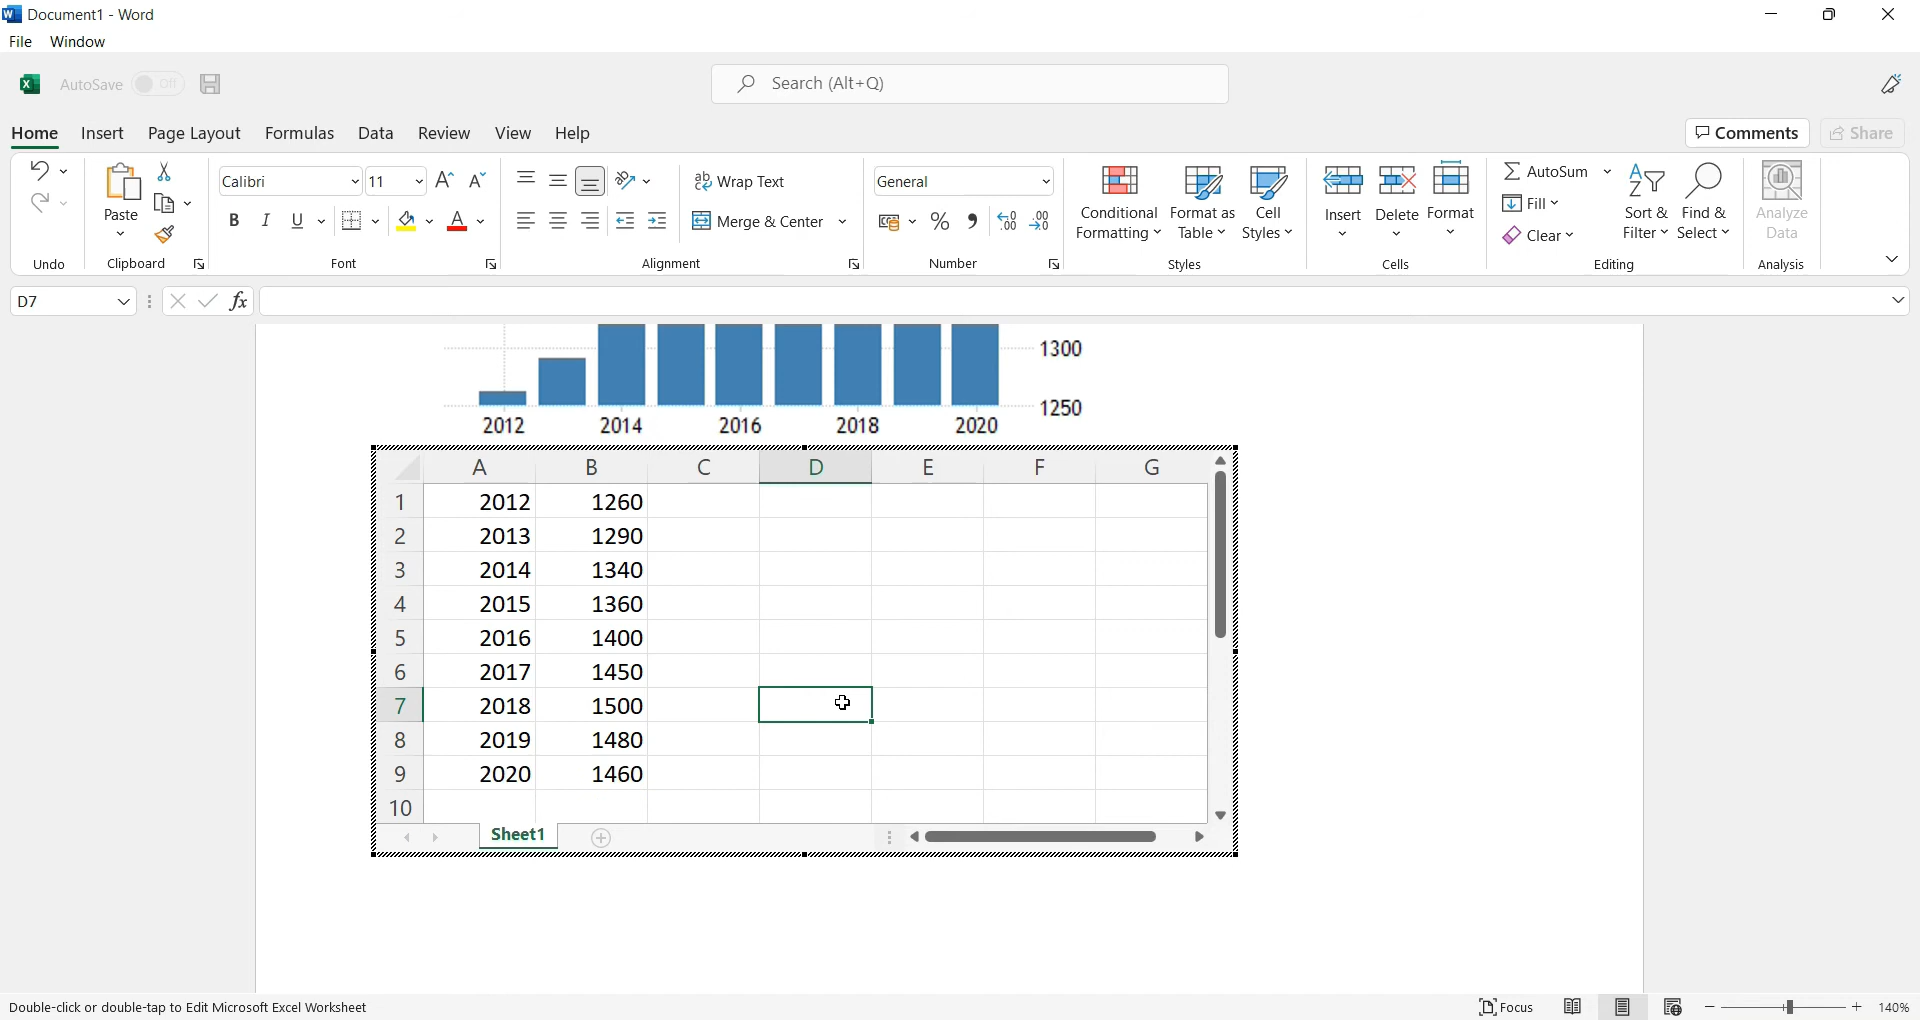 Document1 - Word
File Window
AutoSave Off Search (Alt+Q)
Home Insert Page Layout Formulas Data Review View Help Comments Share
Undo
Paste
Clipboard
Calibri 11
B I U A
Font
Wrap Text
Merge & Center
Alignment
General
% , .00
Number
Conditional Formatting
Format as Table
Cell Styles
Styles
Insert Delete Format
Cells
AutoSum
Fill
Clear
Sort & Filter
Find & Select
Editing
Analyze Data
Analysis
D7 fx
1300
1250
2012 2014 2016 2018 2020
A B C D E F G
1 2012 1260
2 2013 1290
3 2014 1340
4 2015 1360
5 2016 1400
6 2017 1450
7 2018 1500
8 2019 1480
9 2020 1460
10
Sheet1
Double-click or double-tap to Edit Microsoft Excel Worksheet Focus 140%